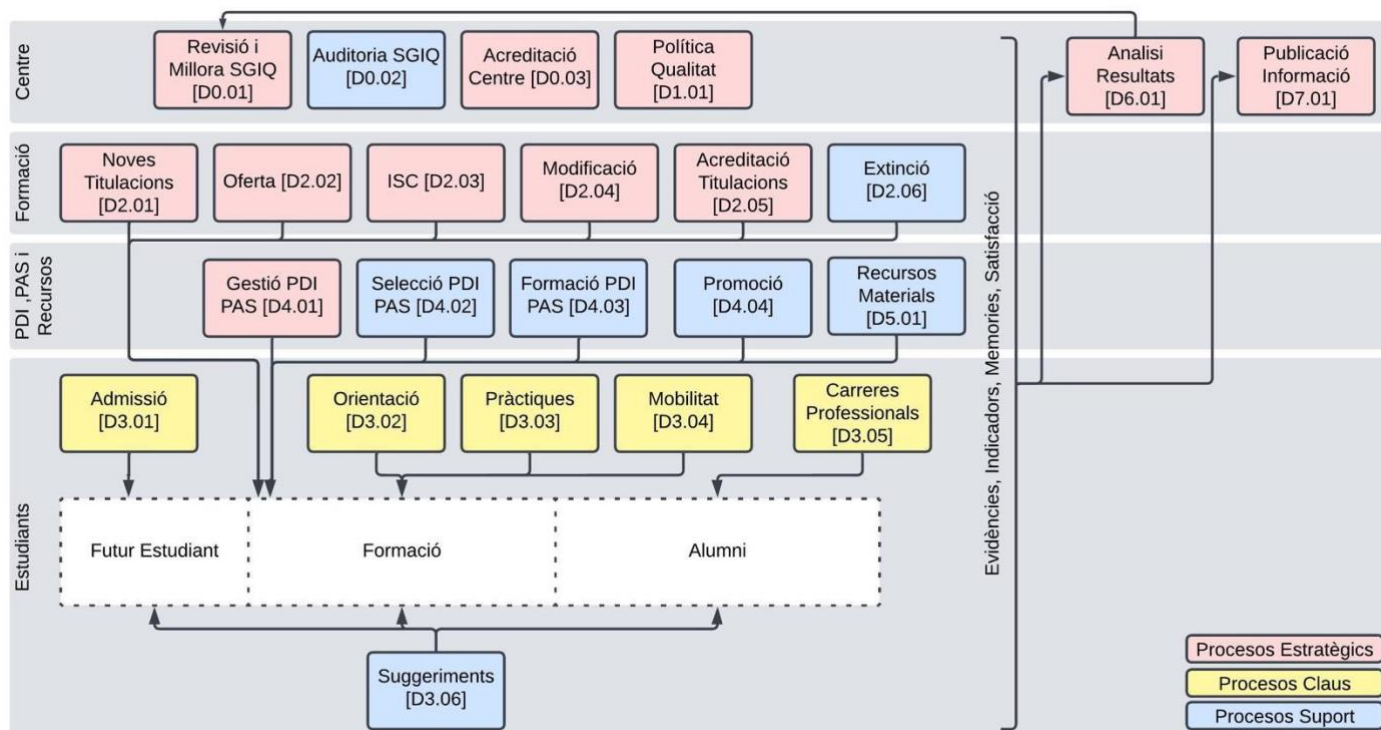 Centre
Revisió i
Millora SGIQ
[D0.01]
Auditoria SGIQ
[D0.02]
Acreditació
Centre [D0.03]
Política
Qualitat
[D1.01]
Analisi
Resultats
[D6.01]
Publicació
Informació
[D7.01]
Formació
Noves
Titulacions
[D2.01]
Oferta [D2.02]
ISC [D2.03]
Modificació
[D2.04]
Acreditació
Titulacions
[D2.05]
Extinció
[D2.06]
PDI ,PAS i
Recursos
Gestió PDI
PAS [D4.01]
Selecció PDI
PAS [D4.02]
Formació PDI
PAS [D4.03]
Promoció
[D4.04]
Recursos
Materials
[D5.01]
Evidències, Indicadors, Memories, Satisfacció
Estudiants
Admissió
[D3.01]
Orientació
[D3.02]
Pràctiques
[D3.03]
Mobilitat
[D3.04]
Carreres
Professionals
[D3.05]
Futur Estudiant
Formació
Alumni
Suggeriments
[D3.06]
Procesos Estratègics
Procesos Claus
Procesos Suport